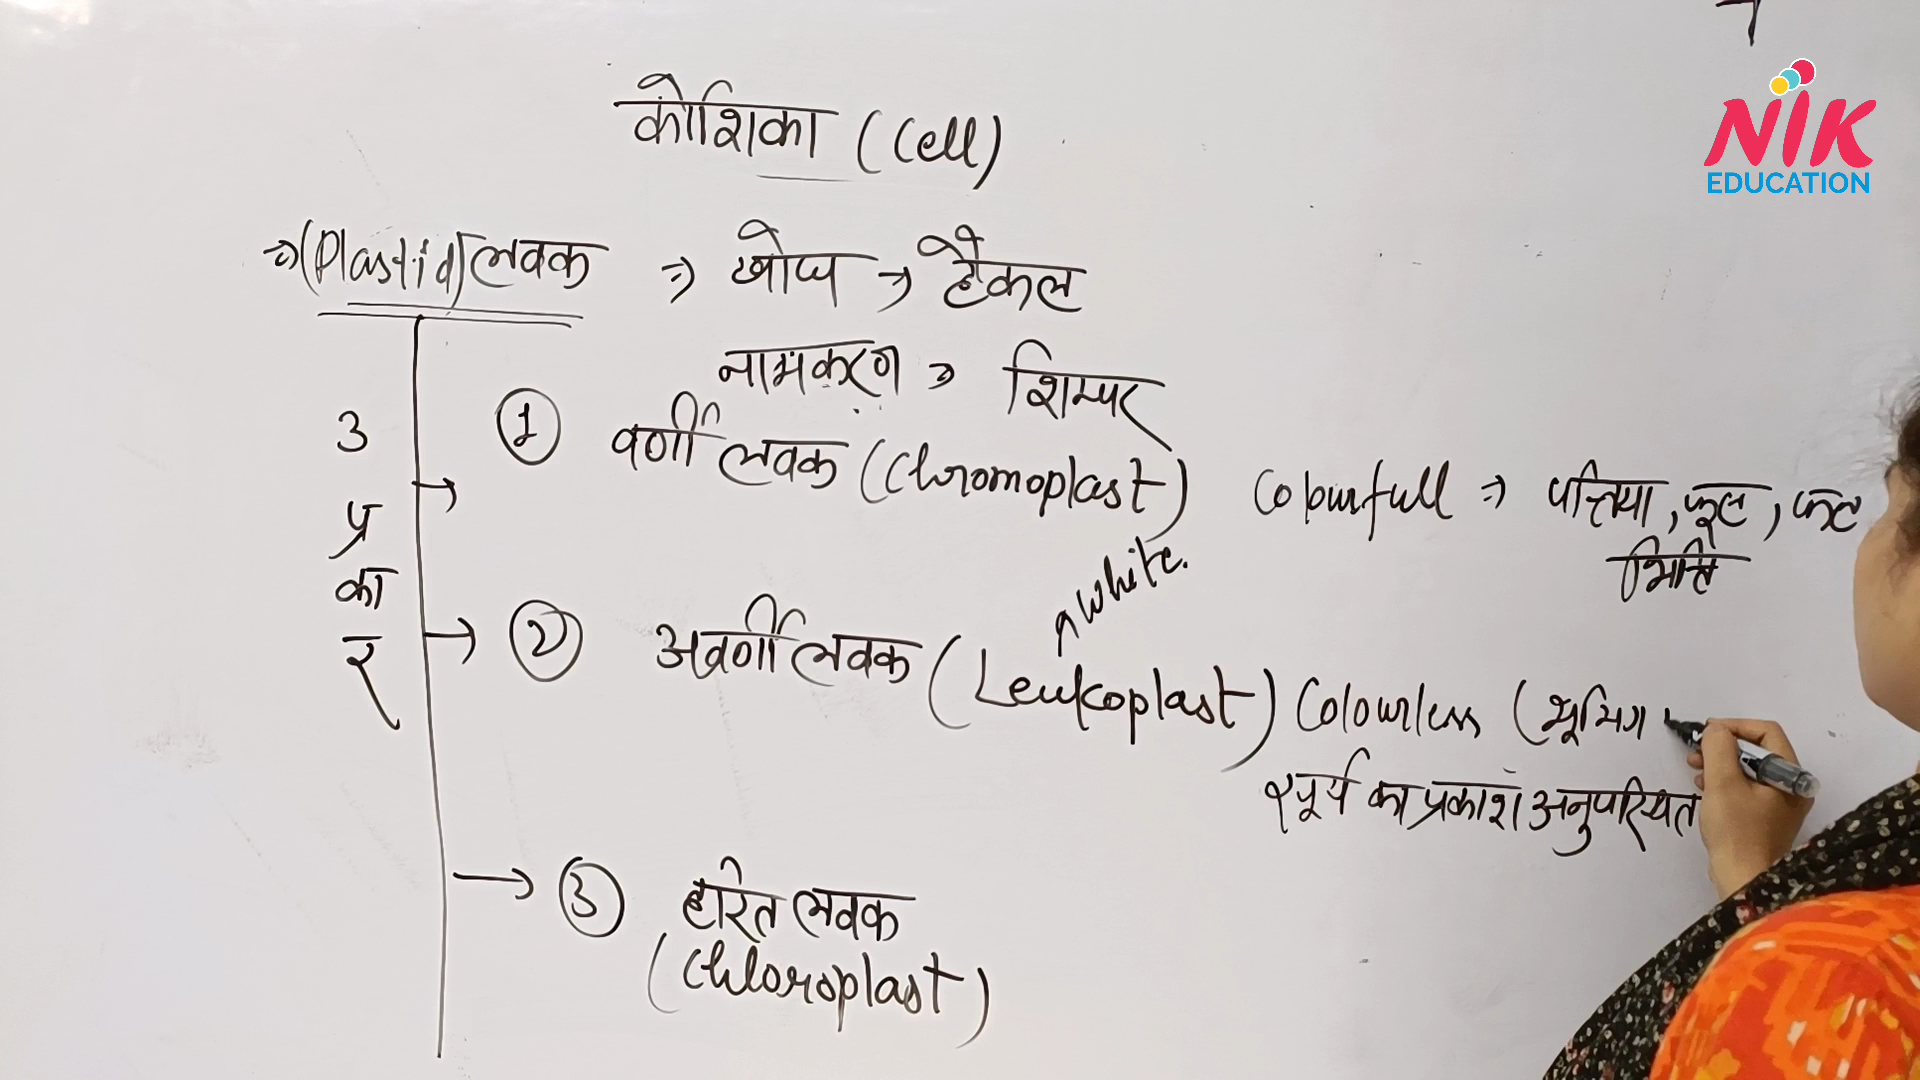 कोशिका (Cell)
NIK
EDUCATION
⇒ (Plastid) लवक ⇒ खोज → हैकल
नामकरण → शिम्पर
3 प्रकार
① वर्णी लवक (Chromoplast) Colourfull ⇒ पत्तिया, फूल, फल
भित्ति
→ white.
② अवर्णी लवक (Leukoplast) Colourless (भूमिग
सूर्य का प्रकाश अनुपस्थित
③ हरित लवक
(Chloroplast)